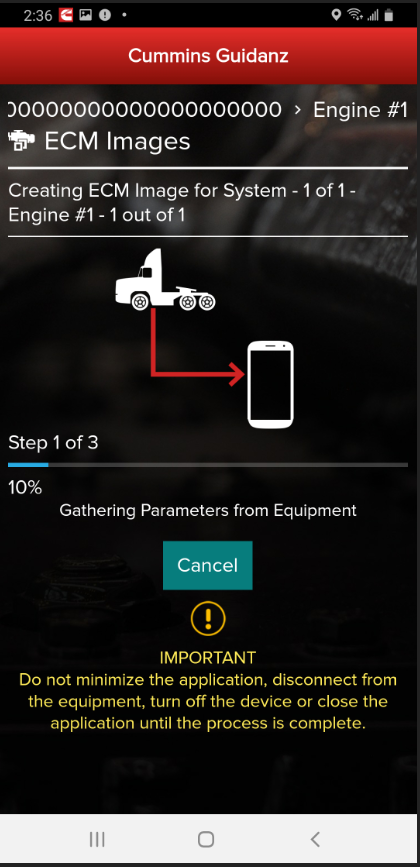 2:36
Cummins Guidanz
00000000000000000000 > Engine #1
ECM Images
Creating ECM Image for System - 1 of 1 -
Engine #1 - 1 out of 1
Step 1 of 3
10%
Gathering Parameters from Equipment
Cancel
IMPORTANT
Do not minimize the application, disconnect from
the equipment, turn off the device or close the
application until the process is complete.